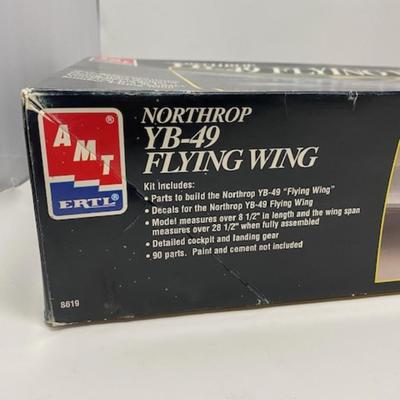 AMT
ERTL®
NORTHROP
YB-49
FLYING WING
Kit Includes:
• Parts to build the Northrop YB-49 "Flying Wing"
• Decals for the Northrop YB-49 Flying Wing
• Model measures over 8 1/2" in length and the wing span
measures over 28 1/2" when fully assembled
• Detailed cockpit and landing gear
• 90 parts. Paint and cement not included
8619